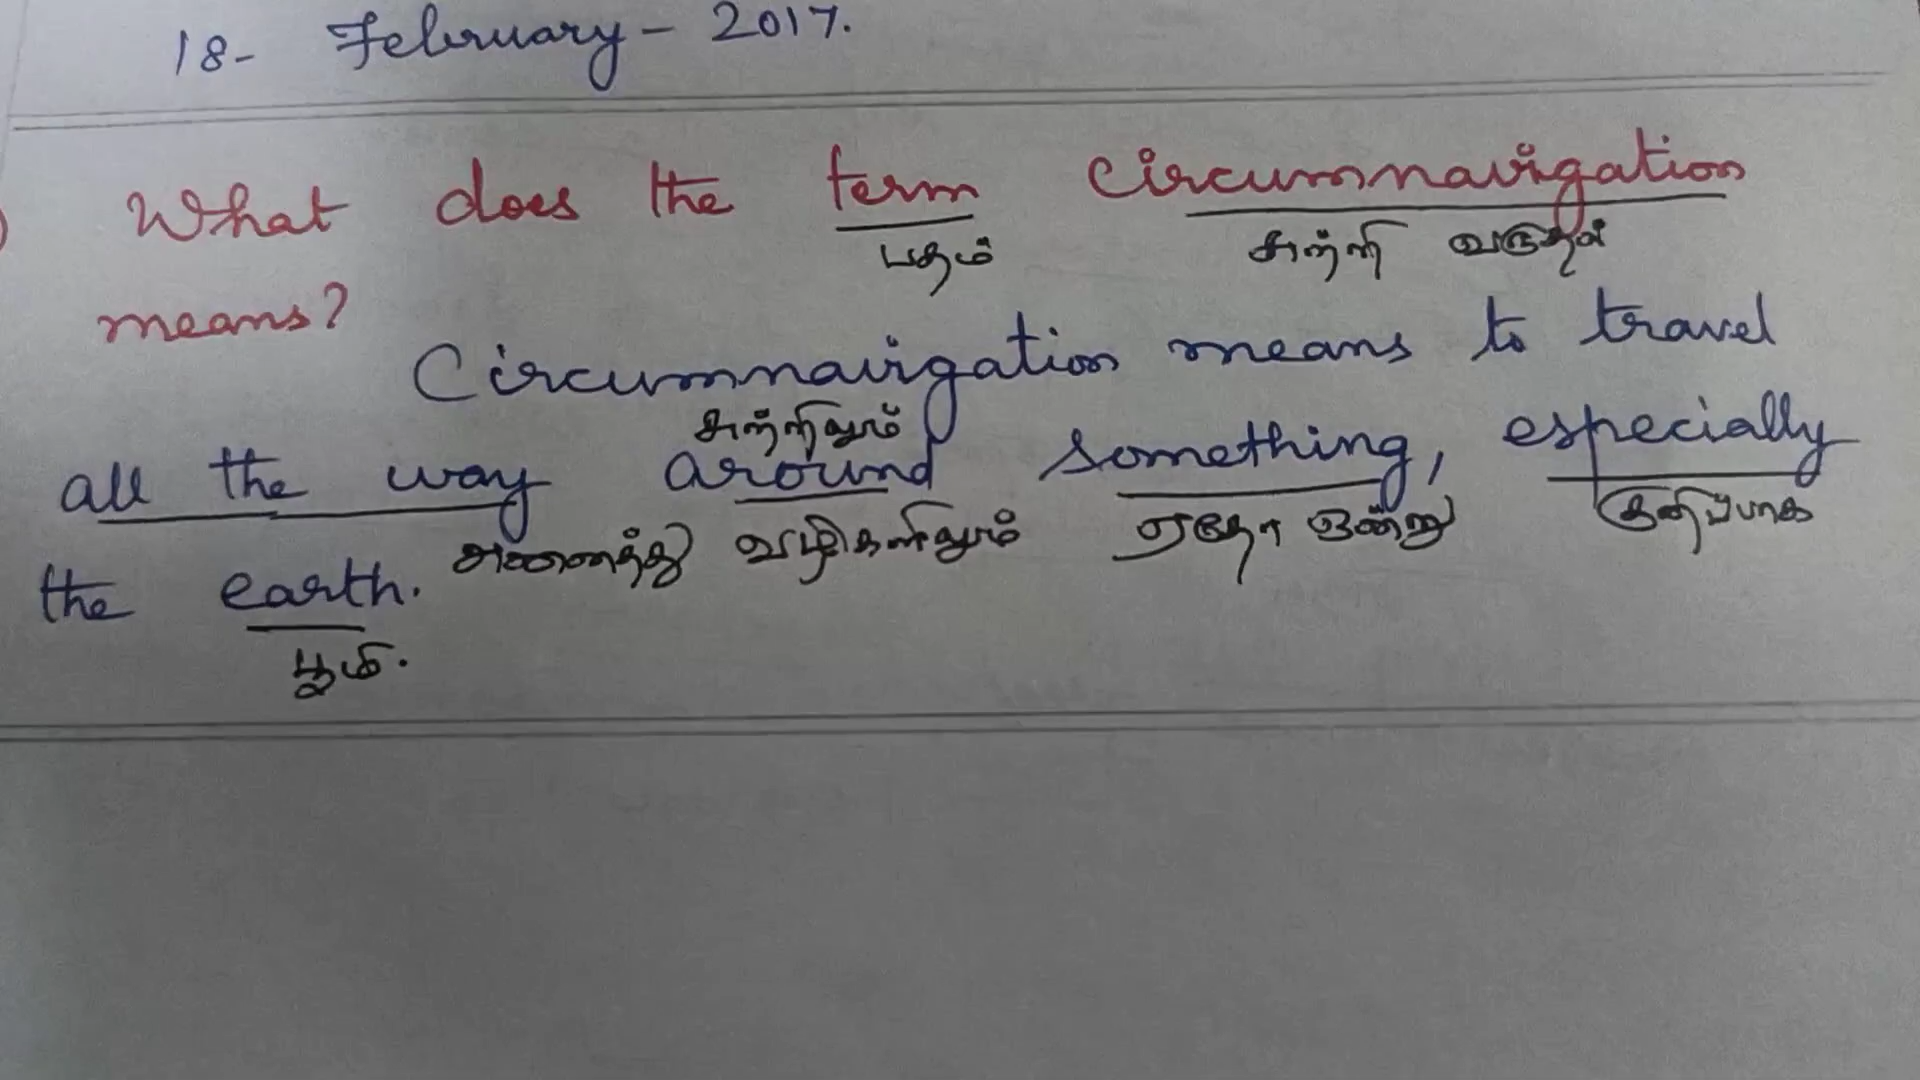 18- February - 2017.
What does the term circumnavigation
பதம் சுற்றி வருதல்
means?
Circumnavigation means to travel
சுற்றிலும்
all the way around something, especially
அணைத்து வழிகளிலும் ஏதோ ஒன்று குறிப்பாக
the earth.
பூமி.